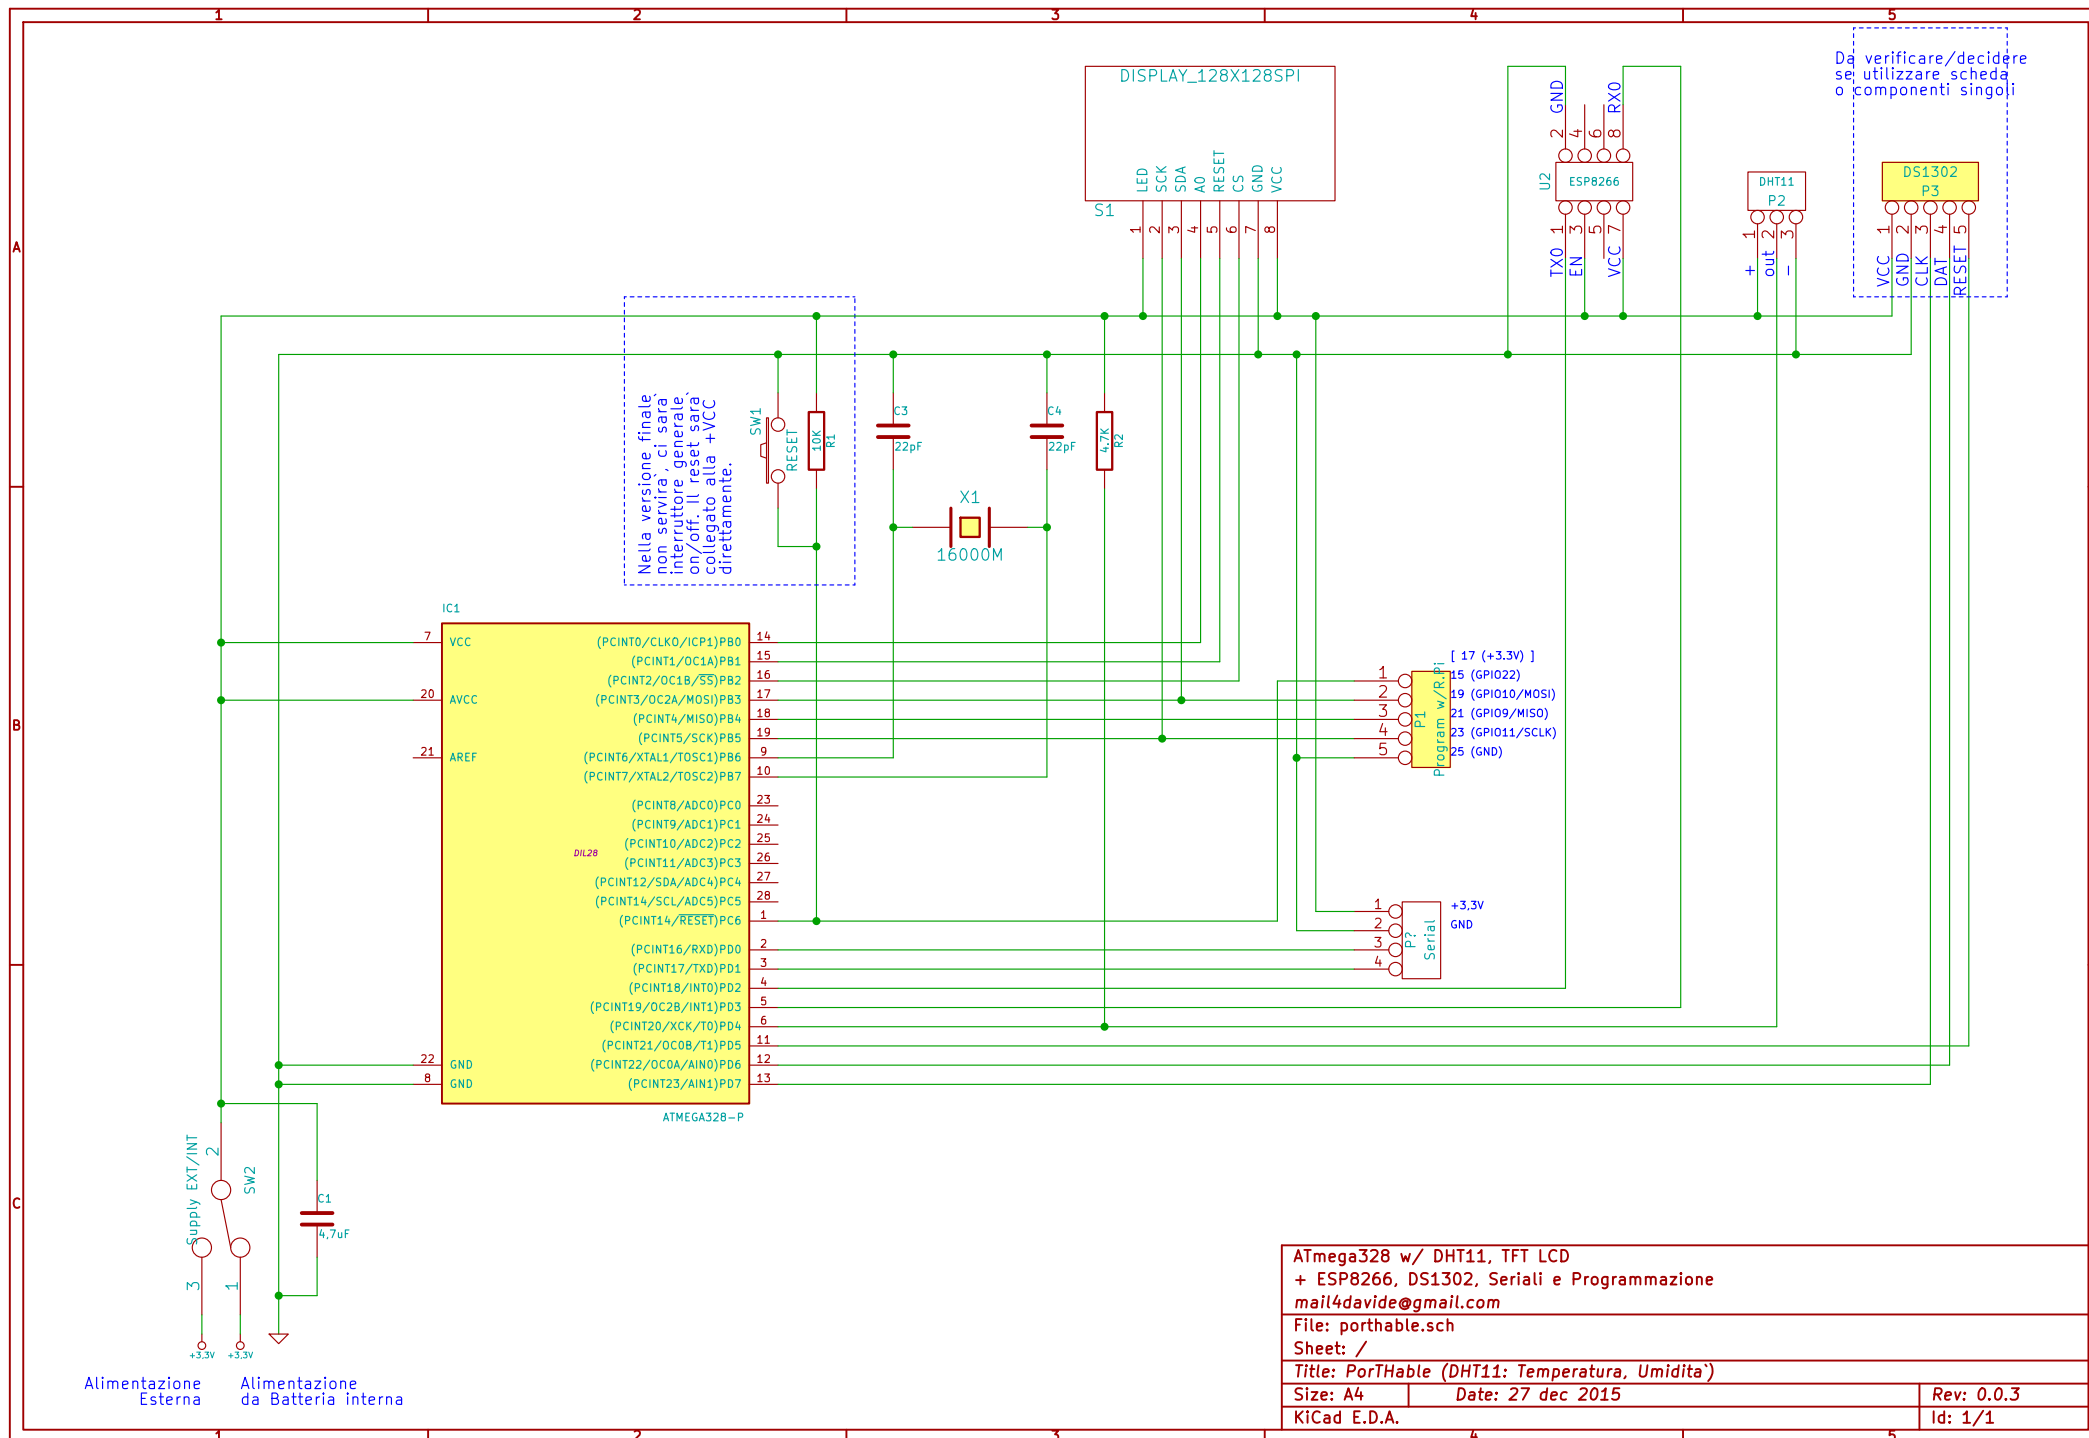 1 2 3 4 5
Da verificare/decidere
se utilizzare scheda
o componenti singoli
DISPLAY_128X128SPI
LED
SCK
SDA
A0
RESET
CS
GND
VCC
S1
1 2 3 4 5 6 7 8
GND
RX0
2 4 6 8
U2
ESP8266
1 3 5 7
TX0
EN
VCC
DHT11
P2
1 2 3
+
out
-
DS1302
P3
1 2 3 4 5
VCC
GND
CLK
DAT
RESET
A
Nella versione finale
non servira`, ci sara`
interruttore generale
on/off. Il reset sara`
collegato alla +VCC
direttamente.
SW1
RESET
10K
R1
C3
22pF
C4
22pF
4.7K
R2
X1
16000M
IC1
7 VCC
20 AVCC
21 AREF
22 GND
8 GND
DIL28
(PCINT0/CLKO/ICP1)PB0 14
(PCINT1/OC1A)PB1 15
(PCINT2/OC1B/SS)PB2 16
(PCINT3/OC2A/MOSI)PB3 17
(PCINT4/MISO)PB4 18
(PCINT5/SCK)PB5 19
(PCINT6/XTAL1/TOSC1)PB6 9
(PCINT7/XTAL2/TOSC2)PB7 10
(PCINT8/ADC0)PC0 23
(PCINT9/ADC1)PC1 24
(PCINT10/ADC2)PC2 25
(PCINT11/ADC3)PC3 26
(PCINT12/SDA/ADC4)PC4 27
(PCINT14/SCL/ADC5)PC5 28
(PCINT14/RESET)PC6 1
(PCINT16/RXD)PD0 2
(PCINT17/TXD)PD1 3
(PCINT18/INT0)PD2 4
(PCINT19/OC2B/INT1)PD3 5
(PCINT20/XCK/T0)PD4 6
(PCINT21/OC0B/T1)PD5 11
(PCINT22/OC0A/AIN0)PD6 12
(PCINT23/AIN1)PD7 13
ATMEGA328-P
B
[ 17 (+3.3V) ]
1 15 (GPIO22)
2 19 (GPIO10/MOSI)
3 21 (GPIO9/MISO)
4 23 (GPIO11/SCLK)
5 25 (GND)
P1
Program w/R.Pi
1 +3,3V
2 GND
3
4
P?
Serial
C
Supply EXT/INT
2
SW2
3
1
C1
4,7uF
+3,3V
+3,3V
Alimentazione
Esterna
Alimentazione
da Batteria interna
ATmega328 w/ DHT11, TFT LCD
+ ESP8266, DS1302, Seriali e Programmazione
mail4davide@gmail.com
File: porthable.sch
Sheet: /
Title: PorTHable (DHT11: Temperatura, Umidita`)
Size: A4 Date: 27 dec 2015 Rev: 0.0.3
KiCad E.D.A. Id: 1/1
1 2 3 4 5